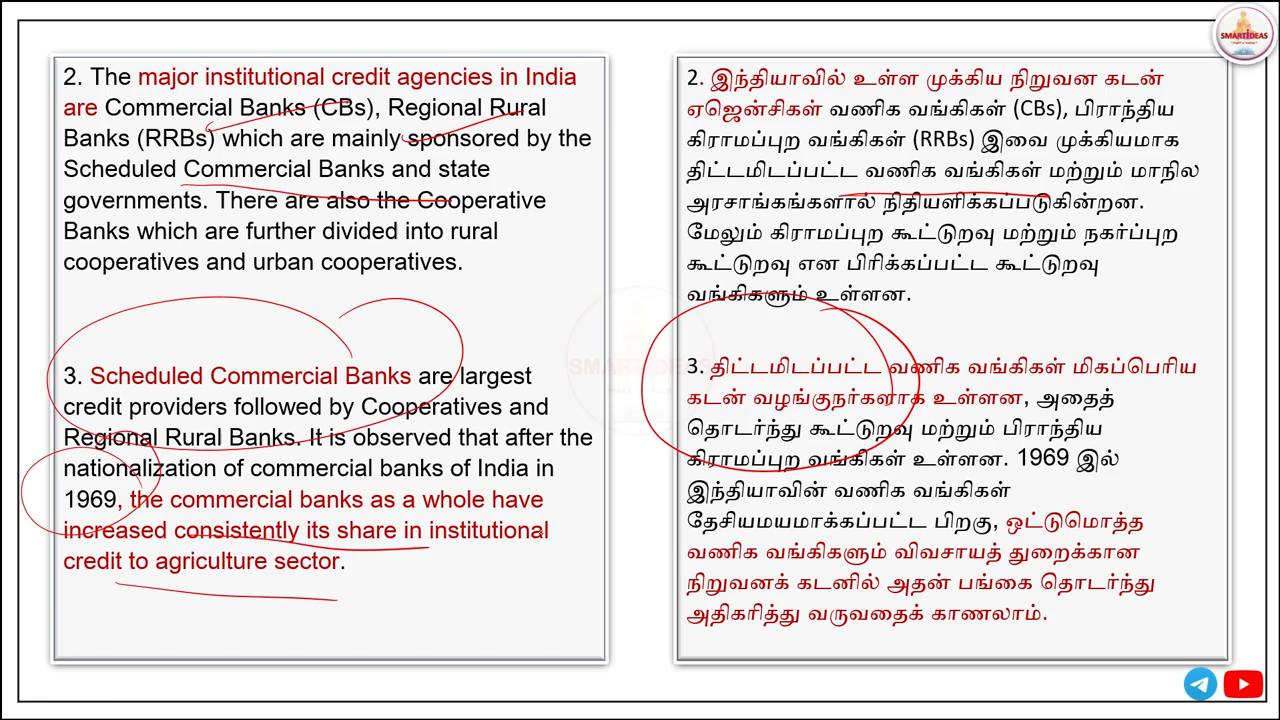 SMARTIDEAS
2. The major institutional credit agencies in India
are Commercial Banks (CBs), Regional Rural
Banks (RRBs) which are mainly sponsored by the
Scheduled Commercial Banks and state
governments. There are also the Cooperative
Banks which are further divided into rural
cooperatives and urban cooperatives.
3. Scheduled Commercial Banks are largest
credit providers followed by Cooperatives and
Regional Rural Banks. It is observed that after the
nationalization of commercial banks of India in
1969, the commercial banks as a whole have
increased consistently its share in institutional
credit to agriculture sector.
2. இந்தியாவில் உள்ள முக்கிய நிறுவன கடன்
ஏஜென்சிகள் வணிக வங்கிகள் (CBs), பிராந்திய
கிராமப்புற வங்கிகள் (RRBs) இவை முக்கியமாக
திட்டமிடப்பட்ட வணிக வங்கிகள் மற்றும் மாநில
அரசாங்கங்களால் நிதியளிக்கப்படுகின்றன.
மேலும் கிராமப்புற கூட்டுறவு மற்றும் நகர்ப்புற
கூட்டுறவு என பிரிக்கப்பட்ட கூட்டுறவு
வங்கிகளும் உள்ளன.
3. திட்டமிடப்பட்ட வணிக வங்கிகள் மிகப்பெரிய
கடன் வழங்குநர்களாக உள்ளன, அதைத்
தொடர்ந்து கூட்டுறவு மற்றும் பிராந்திய
கிராமப்புற வங்கிகள் உள்ளன. 1969 இல்
இந்தியாவின் வணிக வங்கிகள்
தேசியமயமாக்கப்பட்ட பிறகு, ஒட்டுமொத்த
வணிக வங்கிகளும் விவசாயத் துறைக்கான
நிறுவனக் கடனில் அதன் பங்கை தொடர்ந்து
அதிகரித்து வருவதைக் காணலாம்.
SMARTIDEAS